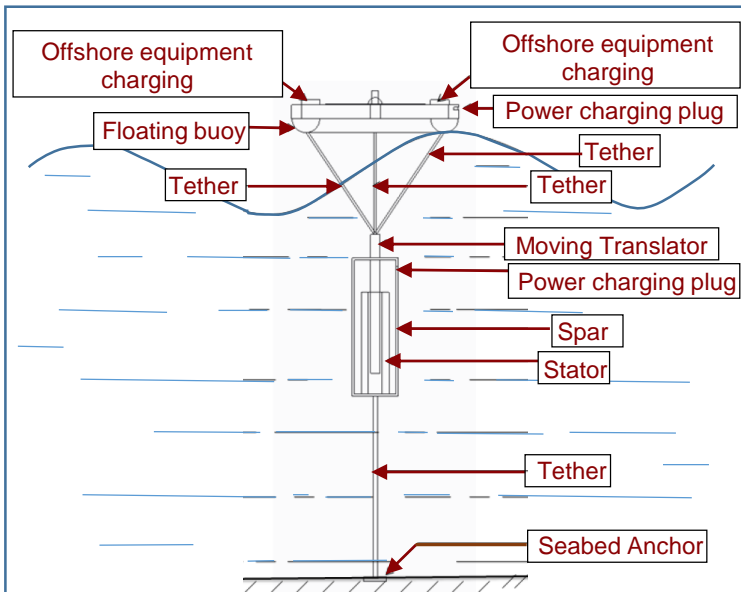 Offshore equipment
charging
Offshore equipment
charging
Power charging plug
Floating buoy
Tether
Tether
Tether
Moving Translator
Power charging plug
Spar
Stator
Tether
Seabed Anchor